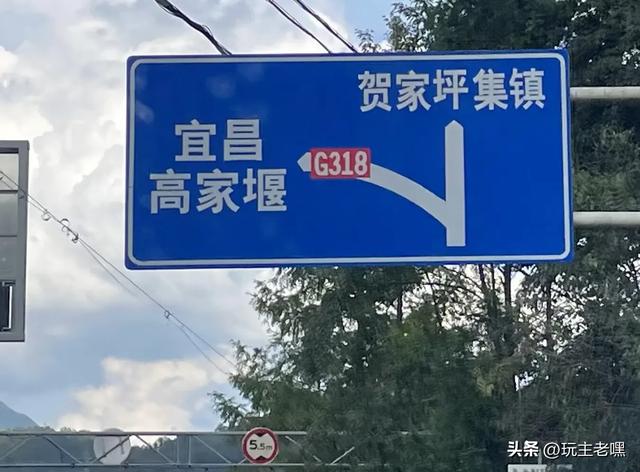 贺家坪集镇
宜昌
高家堰
G318
5.5m
头条 @玩主老嘿